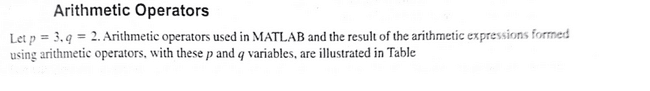 Arithmetic Operators
Let p = 3, q = 2. Arithmetic operators used in MATLAB and the result of the arithmetic expressions formed
using arithmetic operators, with these p and q variables, are illustrated in Table